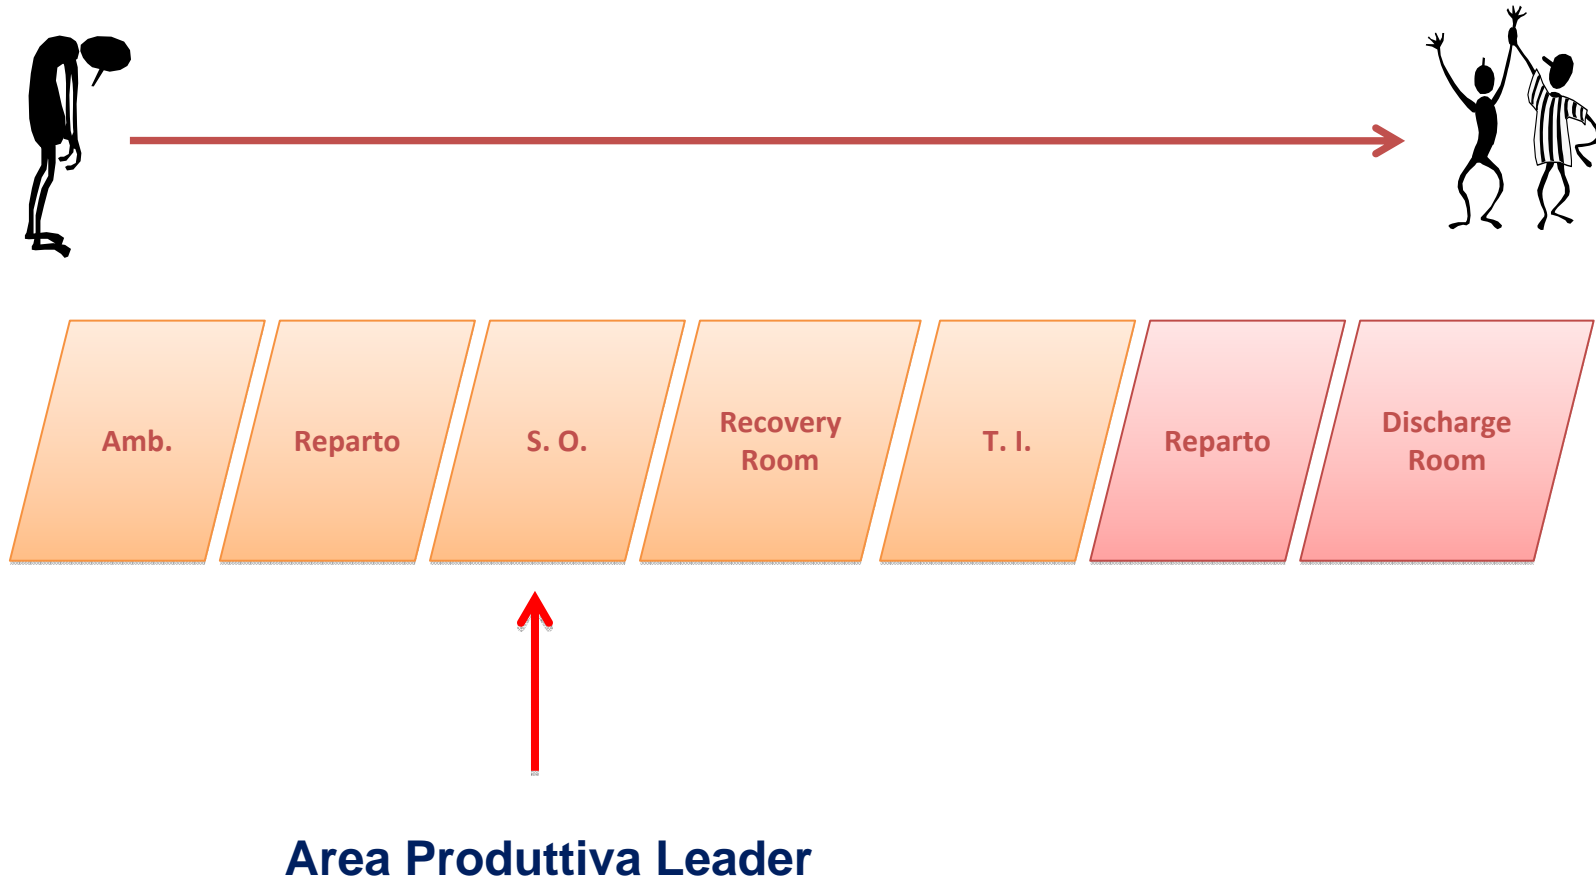 Amb.
Reparto
S. O.
Recovery
Room
T. I.
Reparto
Discharge
Room
Area Produttiva Leader